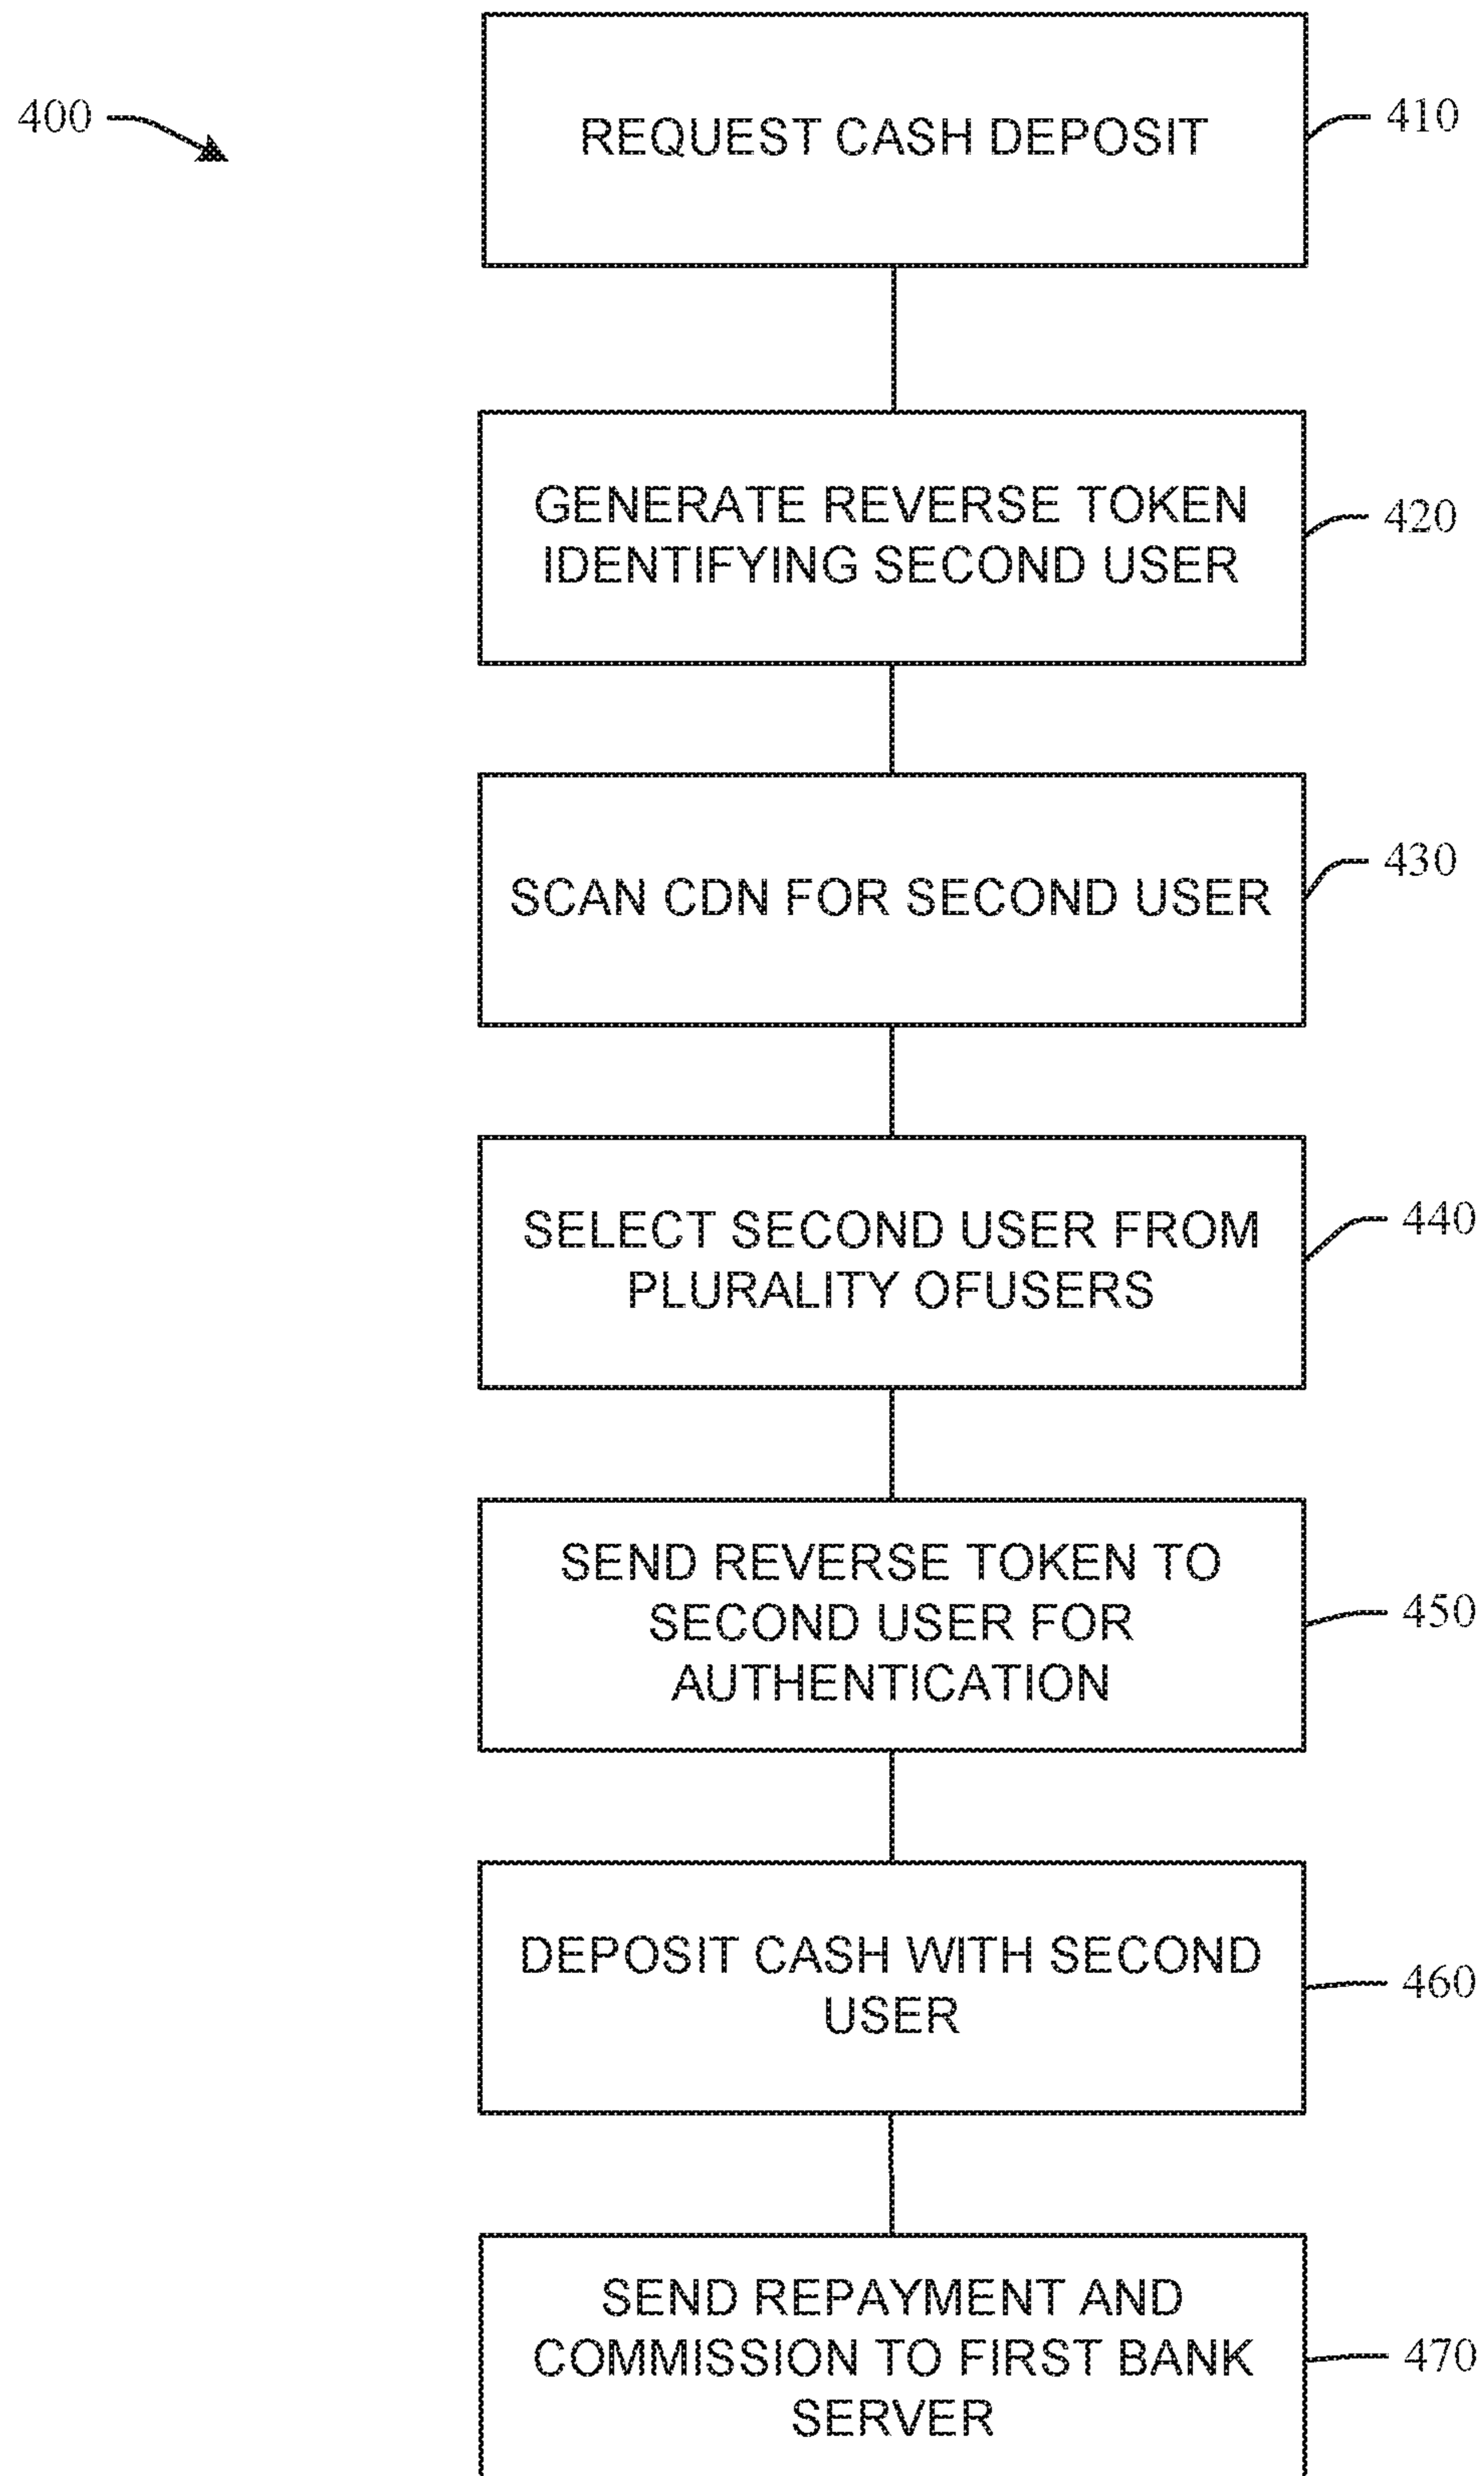 400
REQUEST CASH DEPOSIT
410
GENERATE REVERSE TOKEN
IDENTIFYING SECOND USER
420
SCAN CDN FOR SECOND USER
430
SELECT SECOND USER FROM
PLURALITY OFUSERS
440
SEND REVERSE TOKEN TO
SECOND USER FOR
AUTHENTICATION
450
DEPOSIT CASH WITH SECOND
USER
460
SEND REPAYMENT AND
COMMISSION TO FIRST BANK
SERVER
470